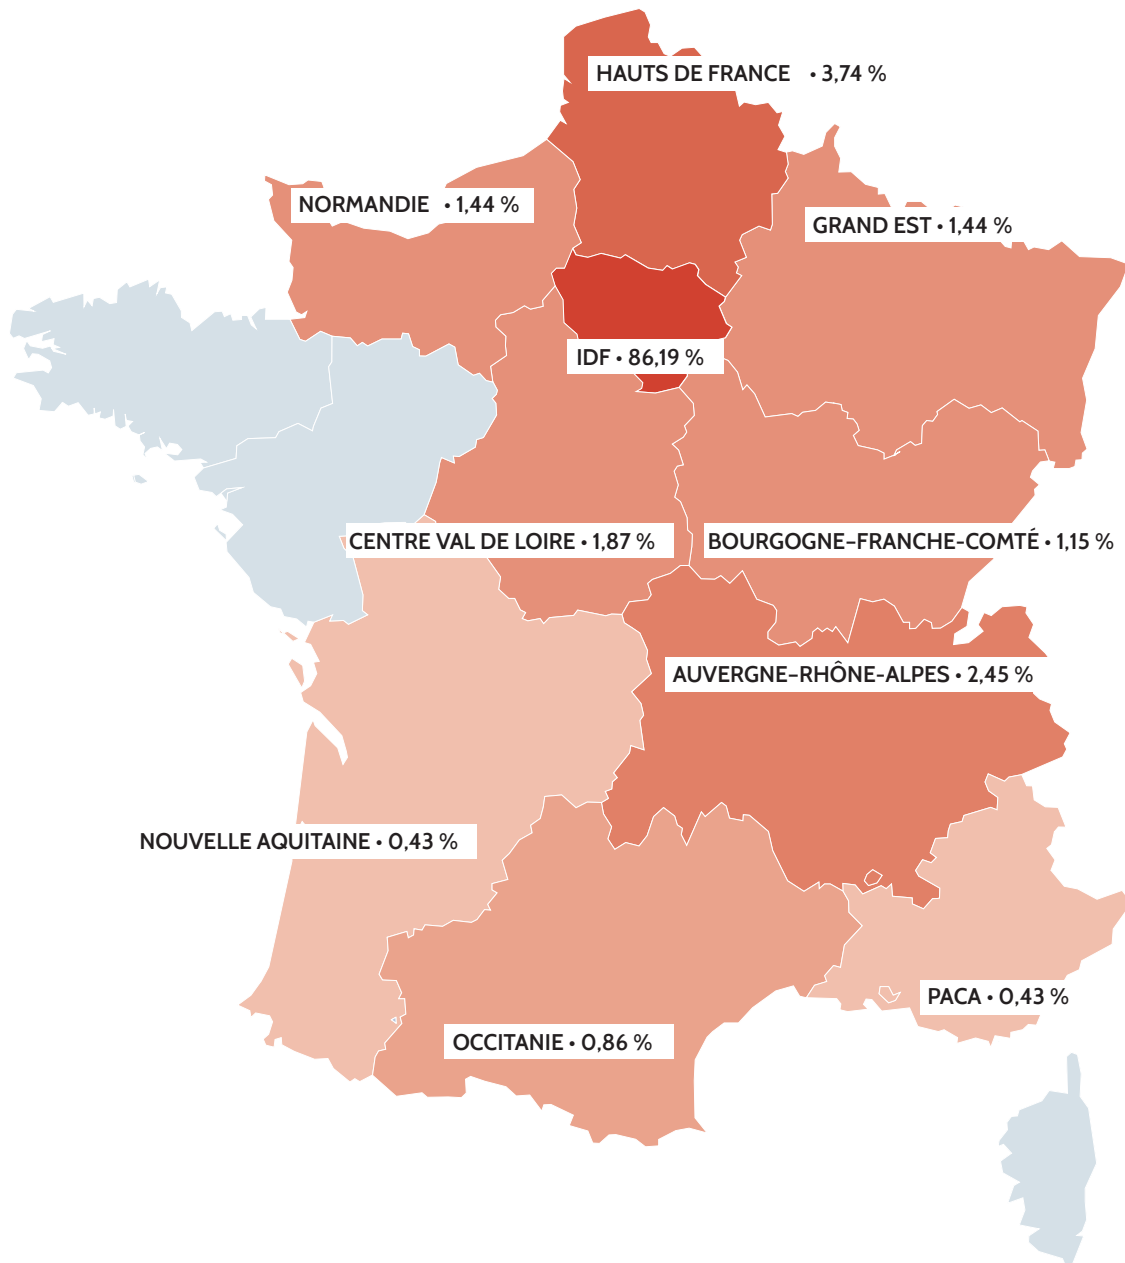 HAUTS DE FRANCE • 3,74 %
NORMANDIE • 1,44 %
GRAND EST • 1,44 %
IDF • 86,19 %
CENTRE VAL DE LOIRE • 1,87 %
BOURGOGNE–FRANCHE-COMTÉ • 1,15 %
AUVERGNE–RHÔNE-ALPES • 2,45 %
NOUVELLE AQUITAINE • 0,43 %
PACA • 0,43 %
OCCITANIE • 0,86 %